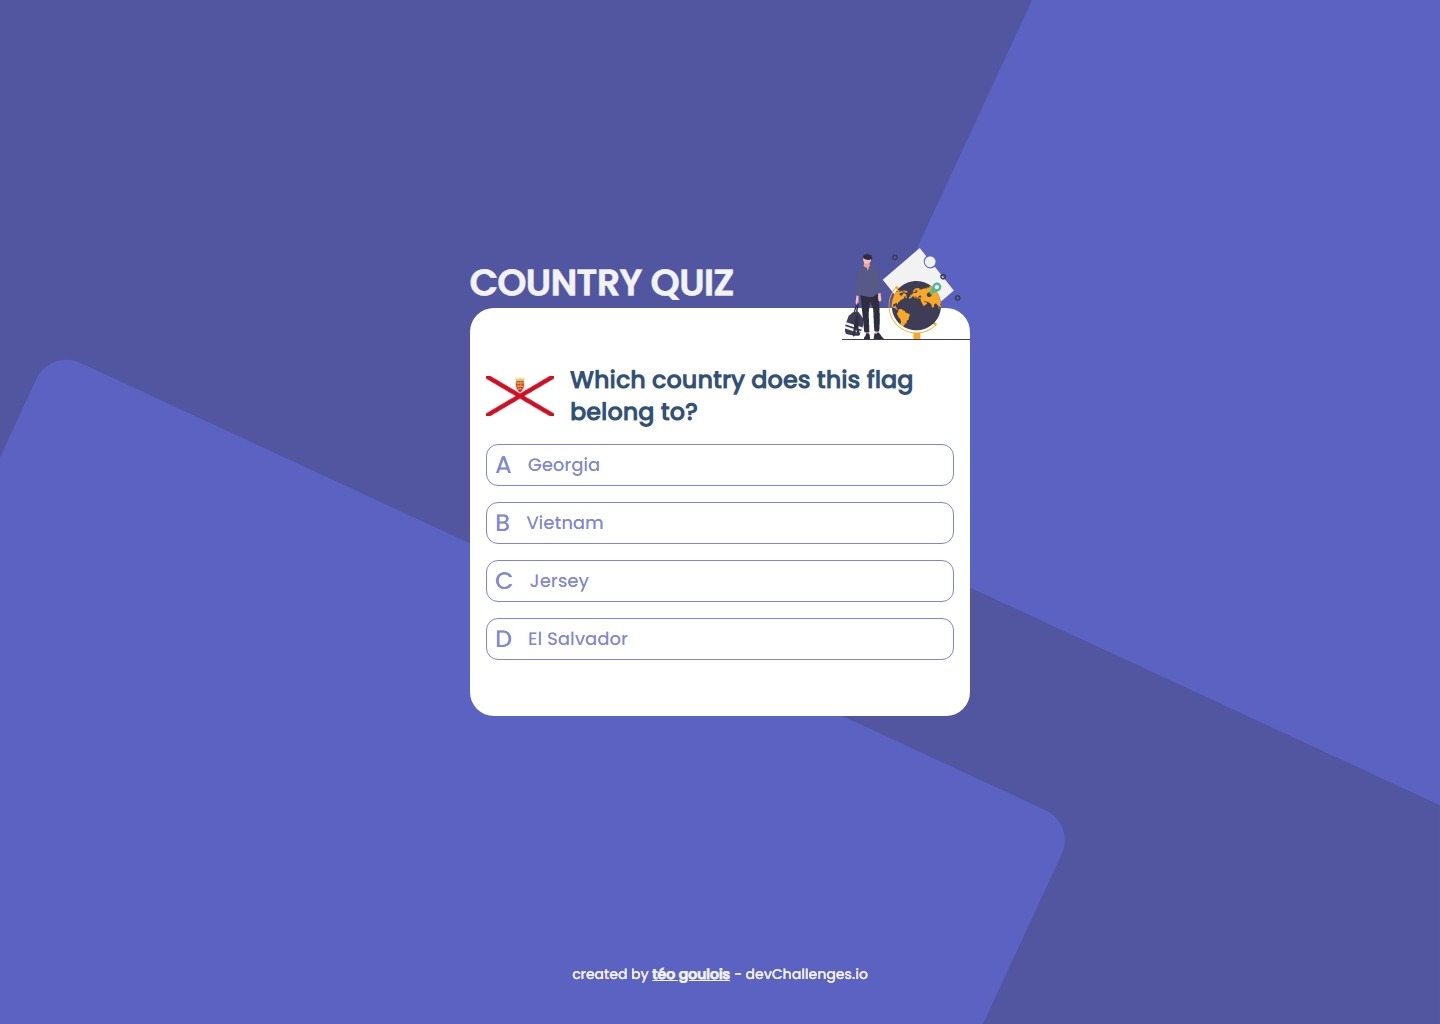 COUNTRY QUIZ
Which country does this flag
belong to?
A Georgia
B Vietnam
C Jersey
D El Salvador
created by téo goulois - devChallenges.io